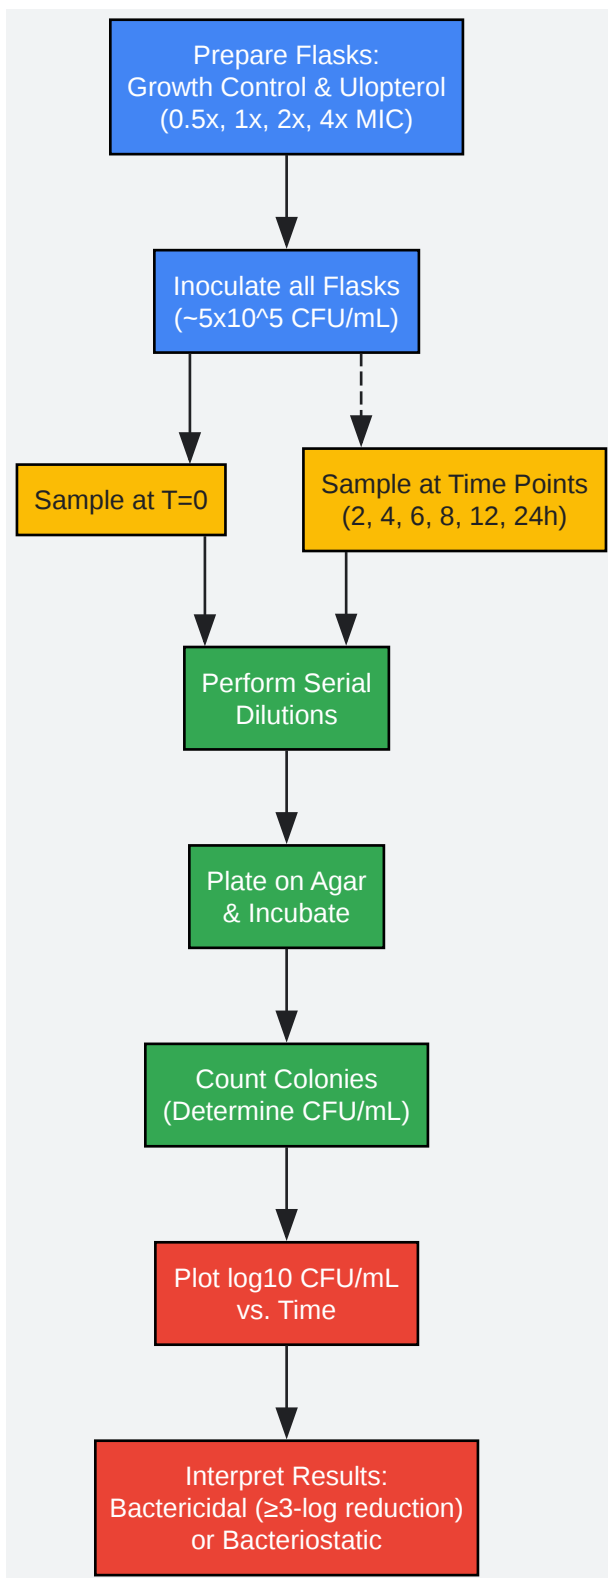 Prepare Flasks:
Growth Control & Ulopterol
(0.5x, 1x, 2x, 4x MIC)
Inoculate all Flasks
(~5x10^5 CFU/mL)
Sample at T=0
Sample at Time Points
(2, 4, 6, 8, 12, 24h)
Perform Serial
Dilutions
Plate on Agar
& Incubate
Count Colonies
(Determine CFU/mL)
Plot log10 CFU/mL
vs. Time
Interpret Results:
Bactericidal (≥3-log reduction)
or Bacteriostatic